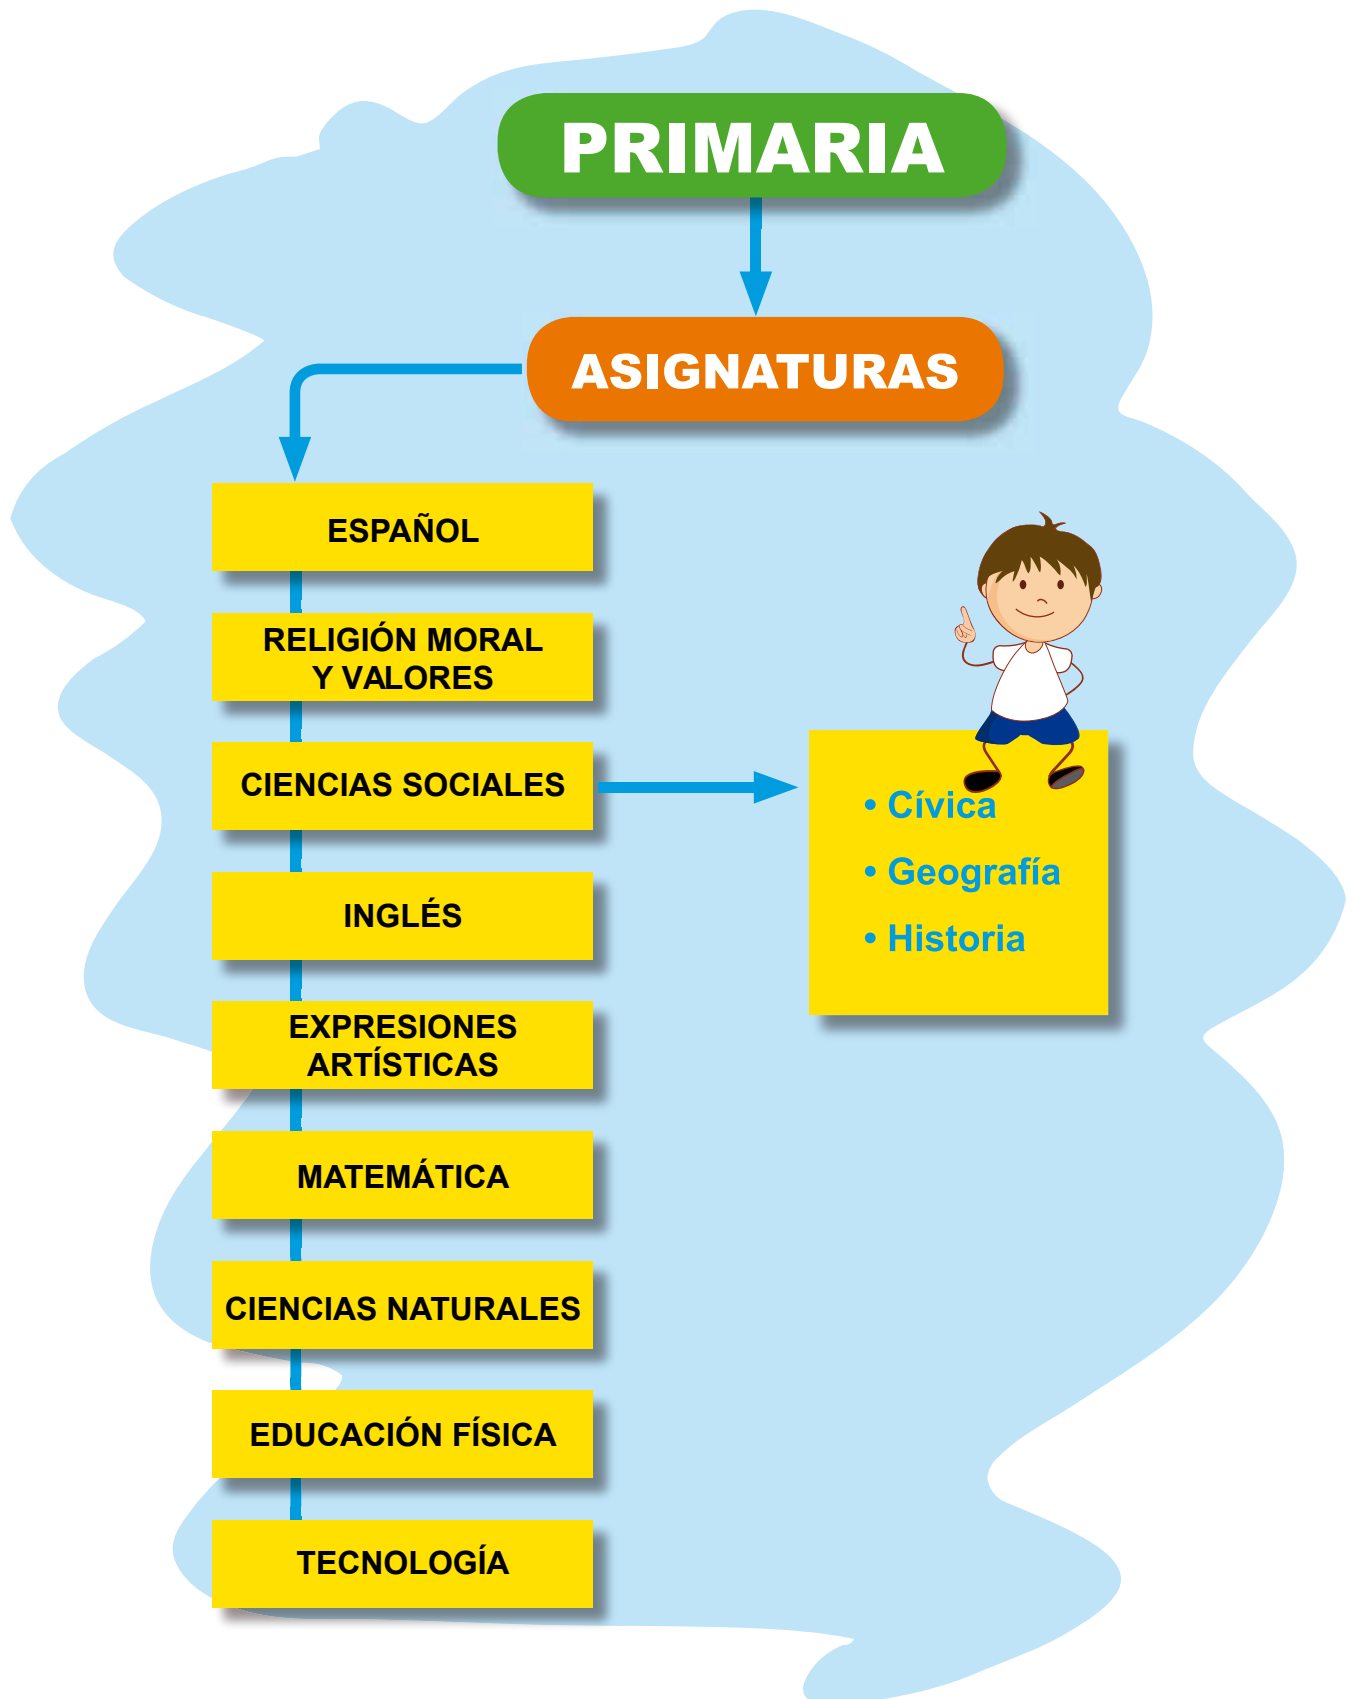 PRIMARIA
ASIGNATURAS
ESPAÑOL
RELIGIÓN MORAL
Y VALORES
CIENCIAS SOCIALES
• Cívica
• Geografía
• Historia
INGLÉS
EXPRESIONES
ARTÍSTICAS
MATEMÁTICA
CIENCIAS NATURALES
EDUCACIÓN FÍSICA
TECNOLOGÍA